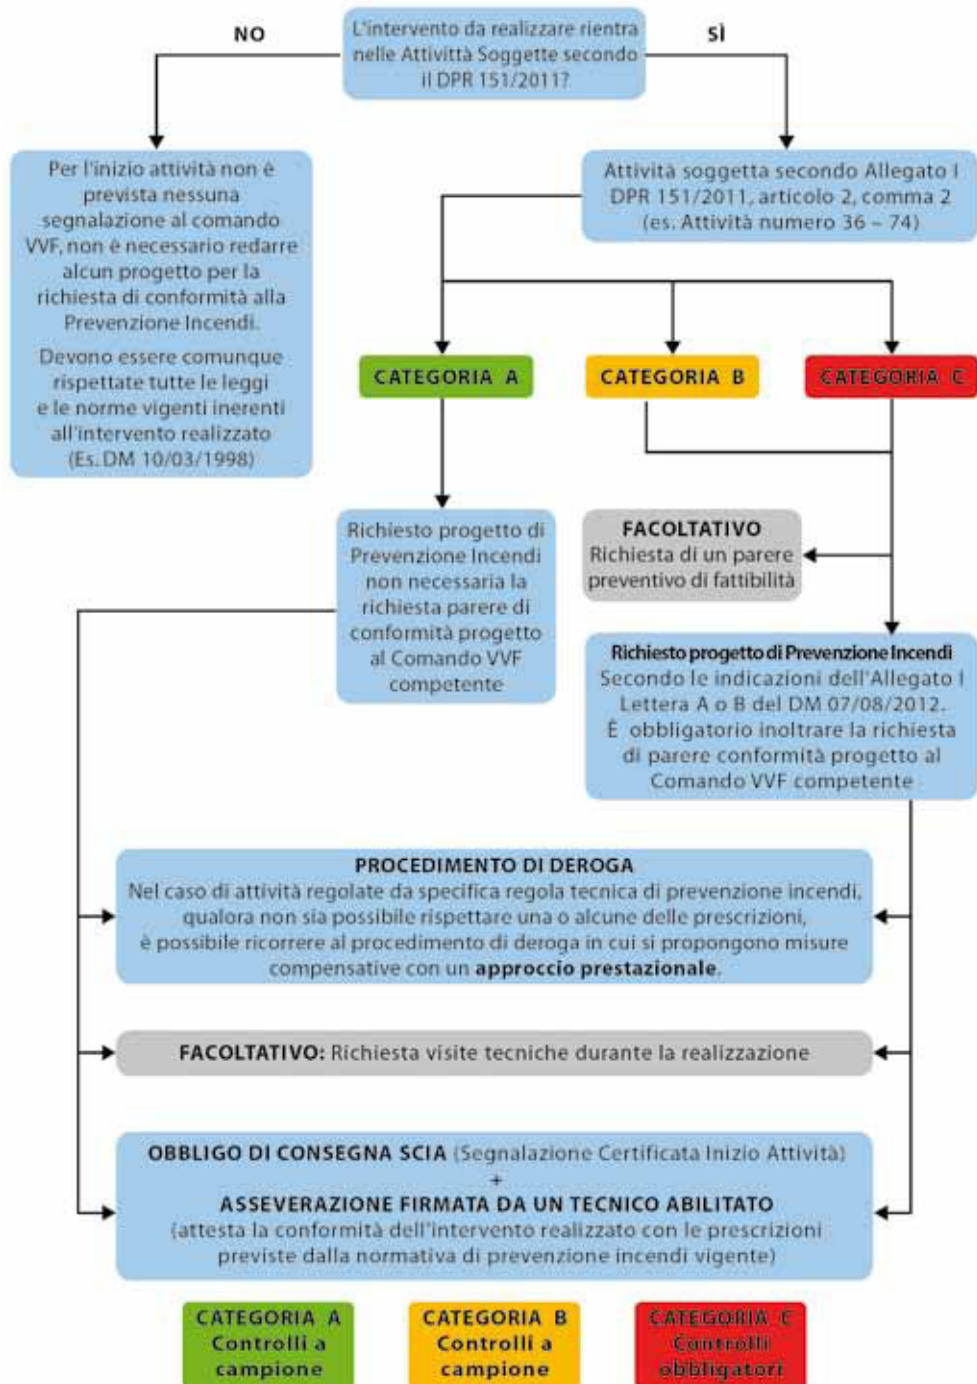 NO
L'intervento da realizzare rientra
nelle Attivittà Soggette secondo
il DPR 151/2011?
SÌ
Per l'inizio attività non è
prevista nessuna
segnalazione al comando
VVF, non è necessario redarre
alcun progetto per la
richiesta di conformità alla
Prevenzione Incendi.
Devono essere comunque
rispettate tutte le leggi
e le norme vigenti inerenti
all'intervento realizzato
(Es. DM 10/03/1998)
Attività soggetta secondo Allegato I
DPR 151/2011, articolo 2, comma 2
(es. Attività numero 36 – 74)
CATEGORIA A
CATEGORIA B
CATEGORIA C
Richiesto progetto di
Prevenzione Incendi
non necessaria la
richiesta parere di
conformità progetto
al Comando VVF
competente
FACOLTATIVO
Richiesta di un parere
preventivo di fattibilità
Richiesto progetto di Prevenzione Incendi
Secondo le indicazioni dell'Allegato I
Lettera A o B del DM 07/08/2012.
È obbligatorio inoltrare la richiesta
di parere conformità progetto al
Comando VVF competente
PROCEDIMENTO DI DEROGA
Nel caso di attività regolate da specifica regola tecnica di prevenzione incendi,
qualora non sia possibile rispettare una o alcune delle prescrizioni,
è possibile ricorrere al procedimento di deroga in cui si propongono misure
compensative con un approccio prestazionale.
FACOLTATIVO: Richiesta visite tecniche durante la realizzazione
OBBLIGO DI CONSEGNA SCIA (Segnalazione Certificata Inizio Attività)
+
ASSEVERAZIONE FIRMATA DA UN TECNICO ABILITATO
(attesta la conformità dell'intervento realizzato con le prescrizioni
previste dalla normativa di prevenzione incendi vigente)
CATEGORIA A
Controlli a
campione
CATEGORIA B
Controlli a
campione
CATEGORIA C
Controlli
obbligatori